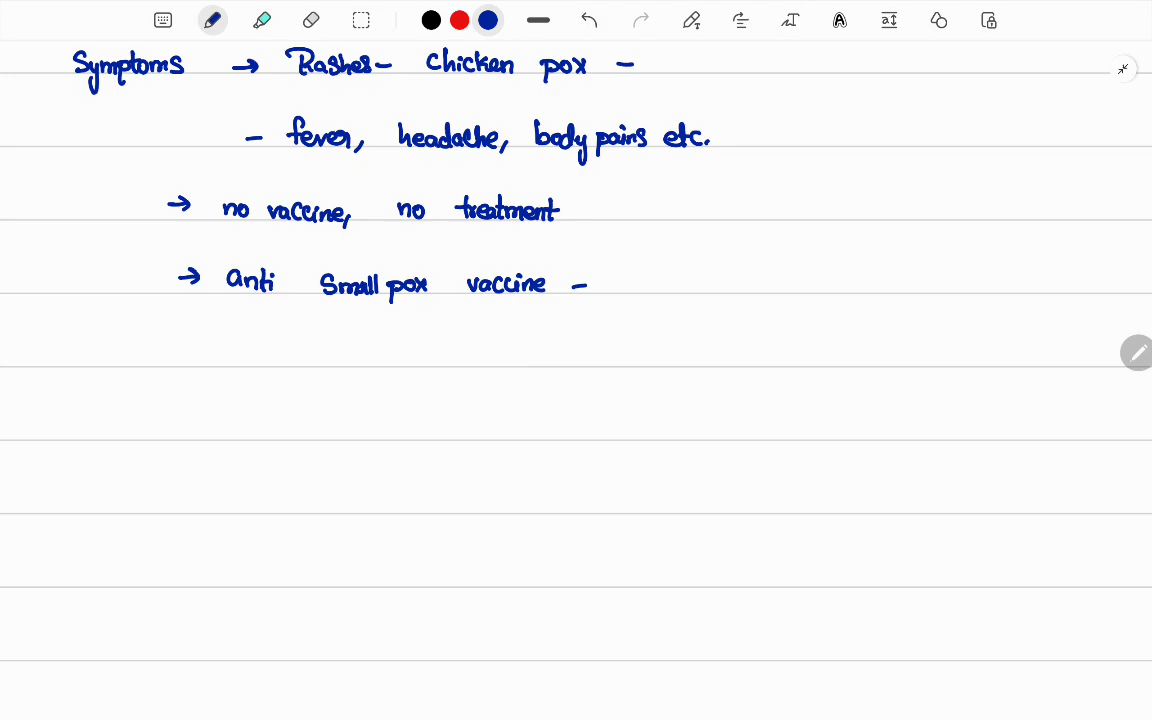 Symptoms → Rashes - Chicken pox -
- fever, headache, body pains etc.
→ no vaccine, no treatment
→ anti Small pox vaccine -